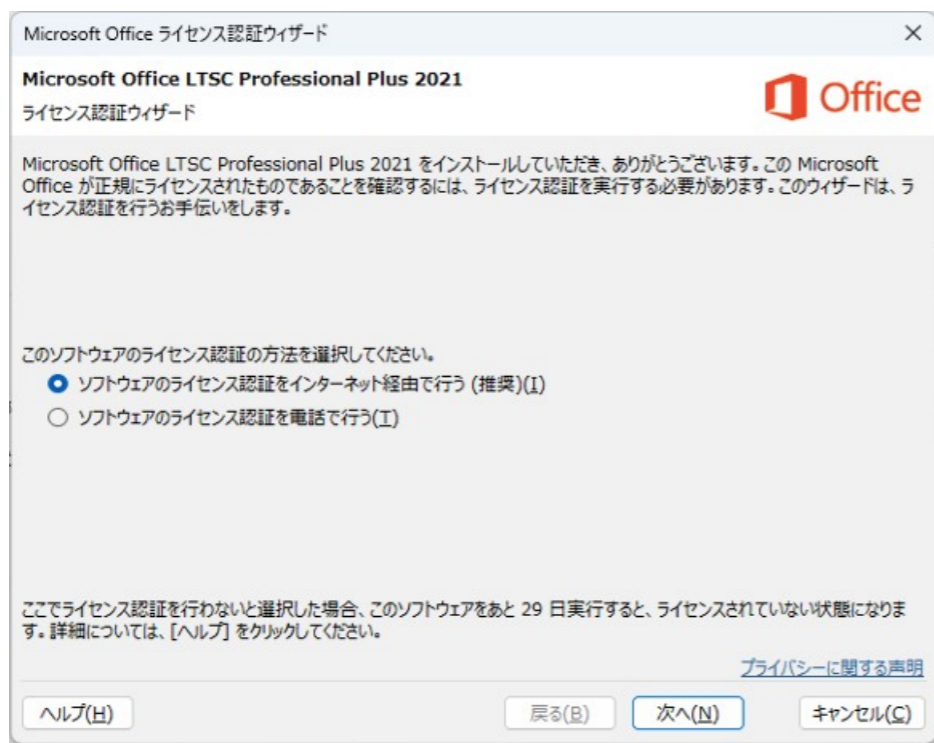 Microsoft Office ライセンス認証ウィザード
Microsoft Office LTSC Professional Plus 2021
Office
ライセンス認証ウィザード
Microsoft Office LTSC Professional Plus 2021 をインストールしていただき、ありがとうございます。この Microsoft
Office が正規にライセンスされたものであることを確認するには、ライセンス認証を実行する必要があります。このウィザードは、ラ
イセンス認証を行うお手伝いをします。
このソフトウェアのライセンス認証の方法を選択してください。
ソフトウェアのライセンス認証をインターネット経由で行う (推奨)(I)
ソフトウェアのライセンス認証を電話で行う(T)
ここでライセンス認証を行わないと選択した場合、このソフトウェアをあと 29 日実行すると、ライセンスされていない状態になりま
す。詳細については、[ヘルプ] をクリックしてください。
プライバシーに関する声明
ヘルプ(H)
戻る(B)
次へ(N)
キャンセル(C)